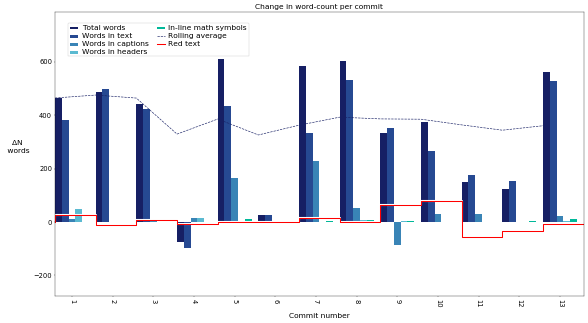 Change in word-count per commit
Total words
Words in text
Words in captions
Words in headers
In-line math symbols
Rolling average
Red text
600
400
200
0
−200
ΔN
words
1
2
3
4
5
6
7
8
9
10
11
12
13
Commit number